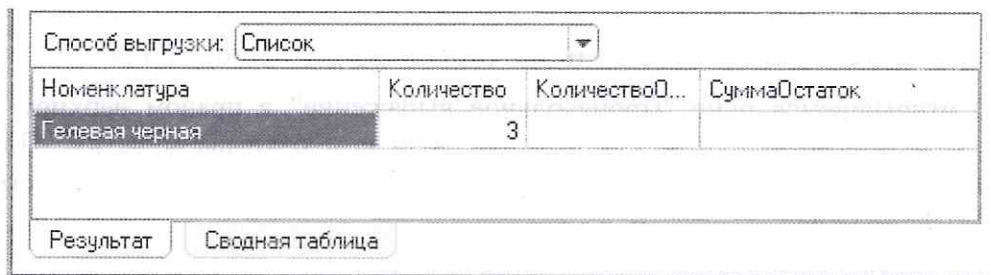 Способ выгрузки: Список
Номенклатура Количество КоличествоО... СуммаОстаток
Гелевая черная 3
Результат Сводная таблица